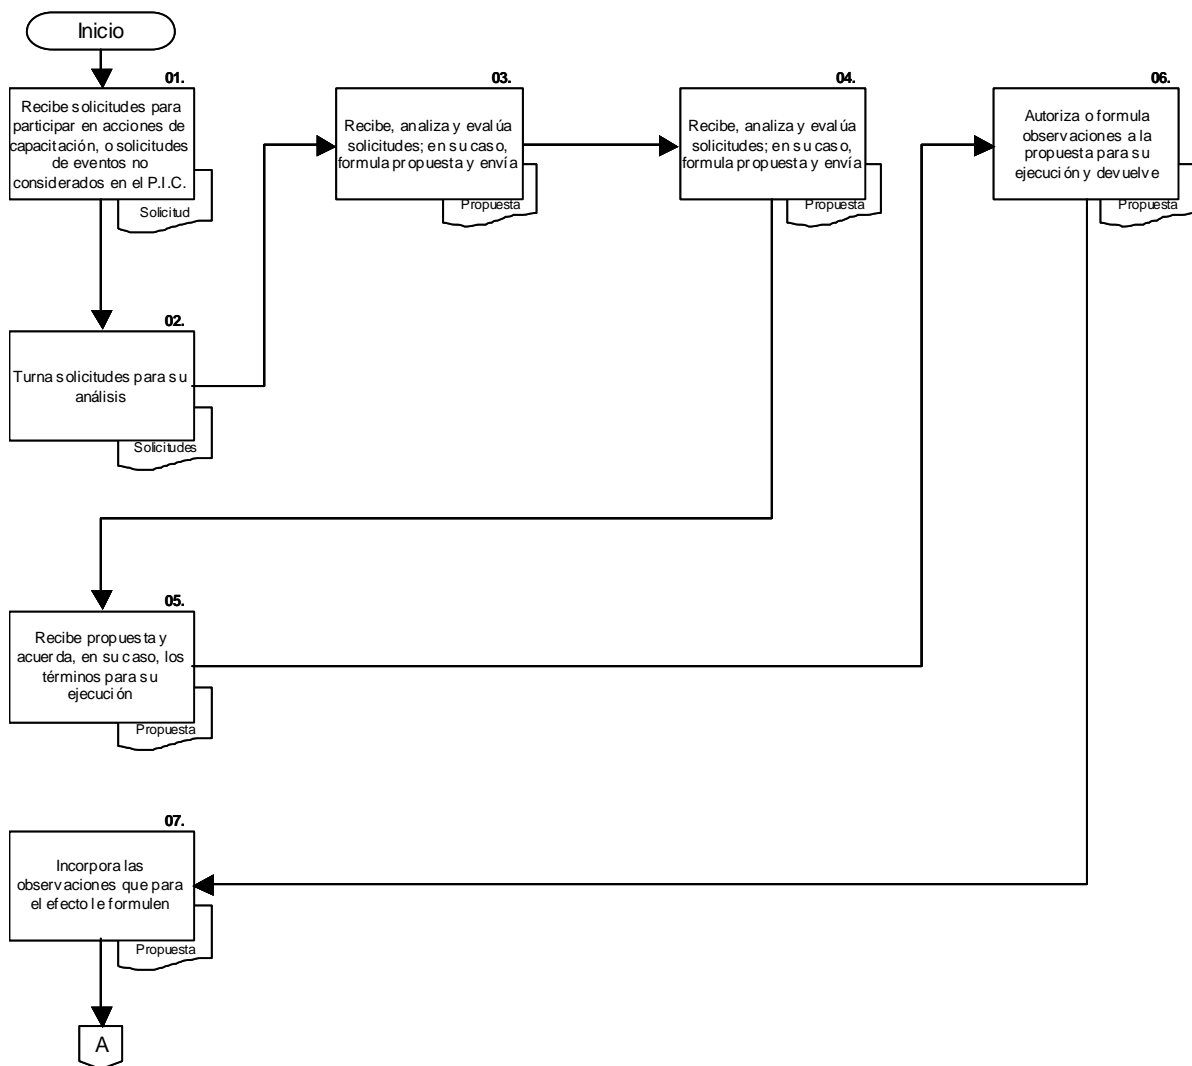 Inicio
01.
Recibe solicitudes para
participar en acciones de
capacitación, o solicitudes
de eventos no
considerados en el P.I.C.
Solicitud
02.
Turna solicitudes para su
análisis
Solicitudes
03.
Recibe, analiza y evalúa
solicitudes; en su caso,
formula propuesta y envía
Propuesta
04.
Recibe, analiza y evalúa
solicitudes; en su caso,
formula propuesta y envía
Propuesta
05.
Recibe propuesta y
acuerda, en su caso, los
términos para su
ejecución
Propuesta
06.
Autoriza o formula
observaciones a la
propuesta para su
ejecución y devuelve
Propuesta
07.
Incorpora las
observaciones que para
el efecto le formulen
Propuesta
A